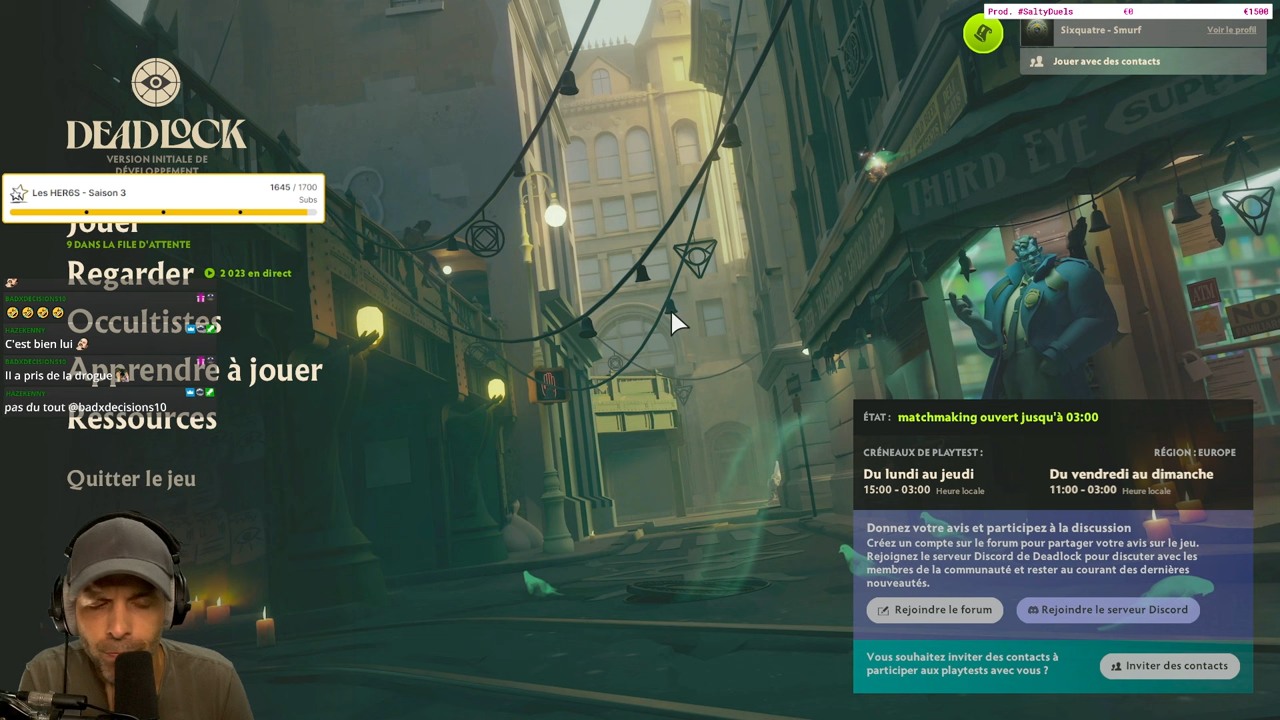 Prod. #SaltyDuels €0 €1500
Sixquatre - Smurf Voir le profil
Jouer avec des contacts
DEADLOCK
VERSION INITIALE DE
DÉVELOPPEMENT
Les HER6S - Saison 3
1645 / 1700
Subs
Jouer
9 DANS LA FILE D'ATTENTE
Regarder 2 023 en direct
Occultistes
Apprendre à jouer
Ressources
Quitter le jeu
BADXDECISIONS10
HAZEKENNY
C'est bien lui
BADXDECISIONS10
Il a pris de la drogue
HAZEKENNY
pas du tout @badxdecisions10
THIRD EYE
SUPP
ATM
NO
ÉTAT : matchmaking ouvert jusqu'à 03:00
CRÉNEAUX DE PLAYTEST : RÉGION : EUROPE
Du lundi au jeudi Du vendredi au dimanche
15:00 - 03:00 Heure locale 11:00 - 03:00 Heure locale
Donnez votre avis et participez à la discussion
Créez un compte sur le forum pour partager votre avis sur le jeu.
Rejoignez le serveur Discord de Deadlock pour discuter avec les
membres de la communauté et rester au courant des dernières
nouveautés.
Rejoindre le forum Rejoindre le serveur Discord
Vous souhaitez inviter des contacts à
participer aux playtests avec vous ?
Inviter des contacts